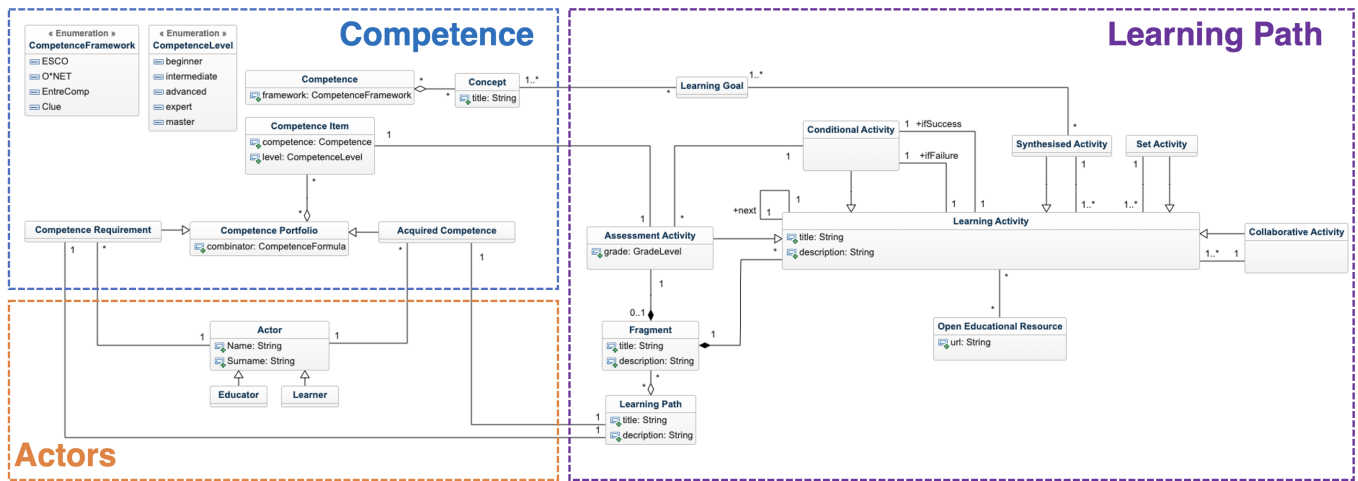 Competence
Learning Path
« Enumeration »
CompetenceFramework
ESCO
O*NET
EntreComp
Clue
« Enumeration »
CompetenceLevel
beginner
intermediate
advanced
expert
master
Competence
framework: CompetenceFramework
*
*
Concept
title: String
1..*
*
Learning Goal
1..*
*
Competence Item
competence: Competence
level: CompetenceLevel
1
1
*
*
Competence Requirement
1
*
Competence Portfolio
combinator: CompetenceFormula
Acquired Competence
*
1
Conditional Activity
1
*
1 +ifSuccess
1 +ifFailure
1
1
Synthesised Activity
1
1..*
Set Activity
1
1..*
+next
1
1
Learning Activity
title: String
description: String
*
Collaborative Activity
1..*
1
Assessment Activity
grade: GradeLevel
1
0..1
Fragment
title: String
description: String
1
*
*
Open Educational Resource
url: String
*
*
Learning Path
title: String
decription: String
1
1
Actor
Name: String
Surname: String
1
1
Educator
Learner
Actors